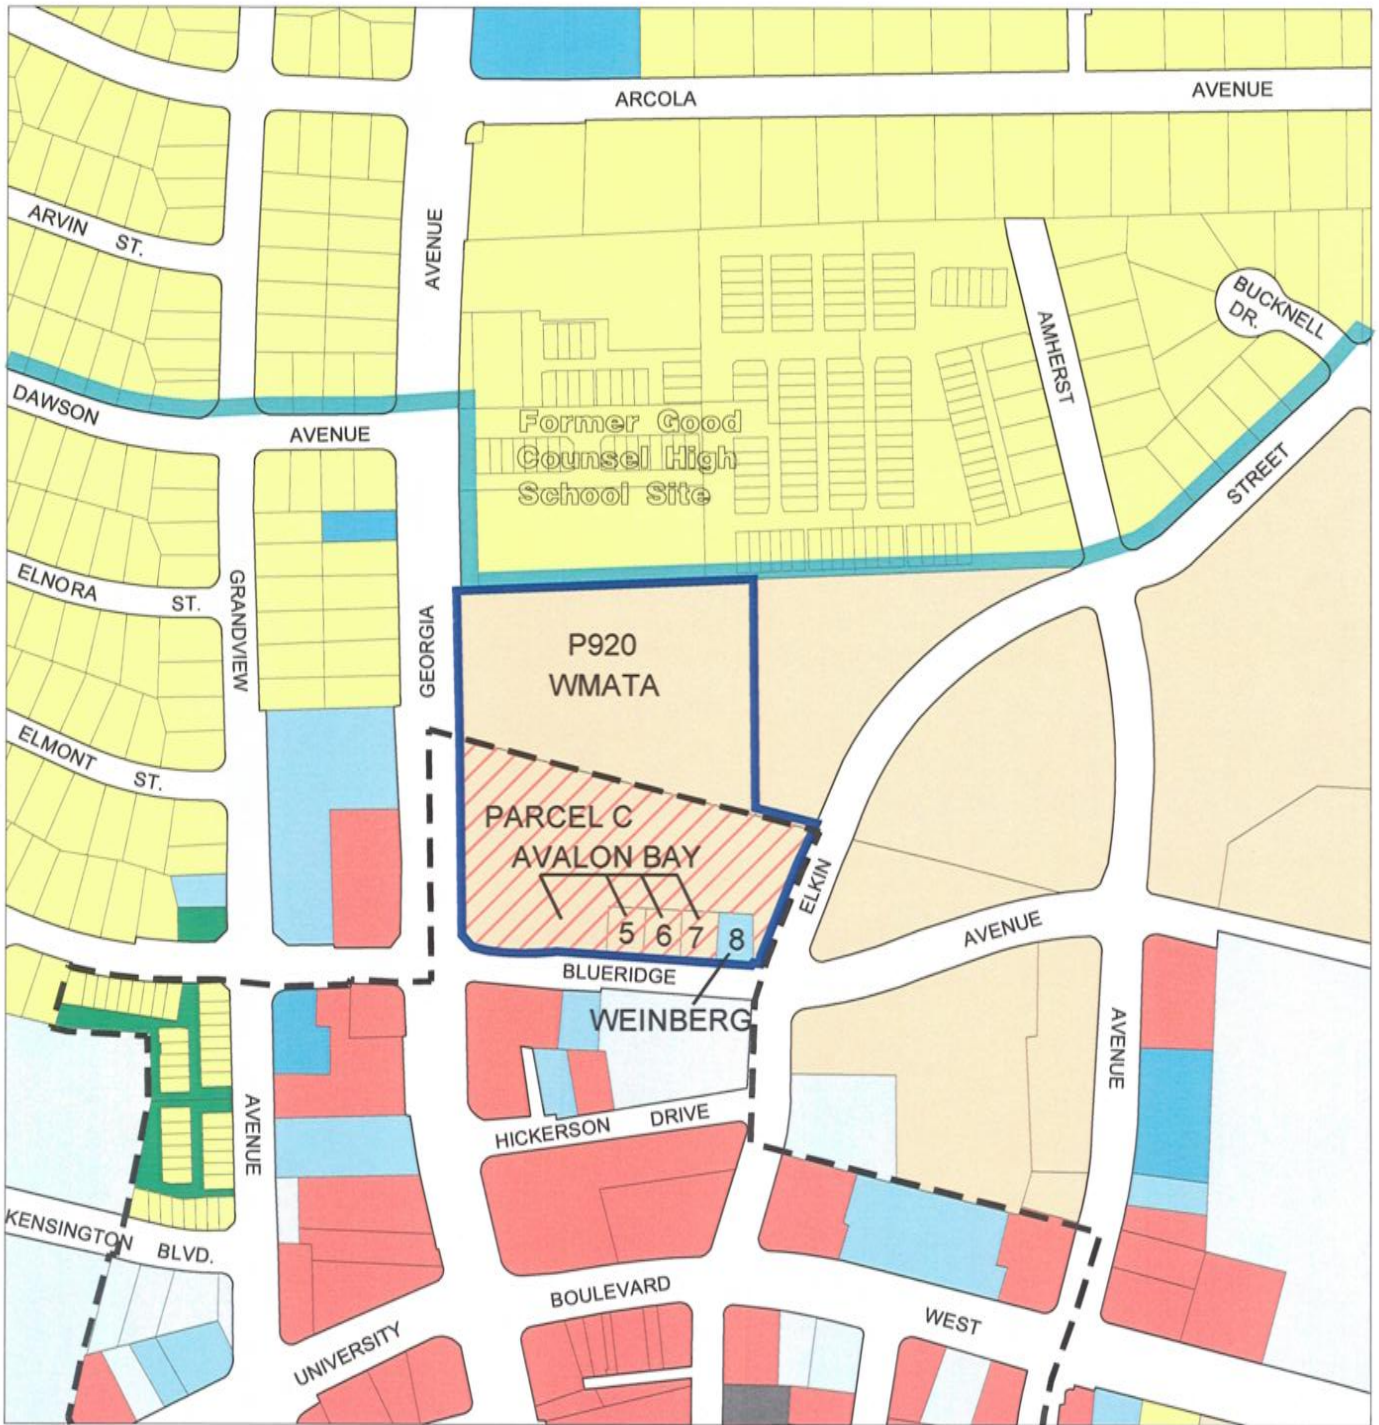 ARCOLA
AVENUE
ARVIN ST.
AVENUE
BUCKNELL
DR.
AMHERST
DAWSON
AVENUE
Former Good
Counsel High
School Site
STREET
ELNORA ST.
GRANDVIEW
GEORGIA
P920
WMATA
ELMONT ST.
PARCEL C
AVALON BAY
ELKIN
5 6 7 8
AVENUE
BLUERIDGE
WEINBERG
AVENUE
AVENUE
HICKERSON DRIVE
KENSINGTON BLVD.
BOULEVARD
WEST
UNIVERSITY